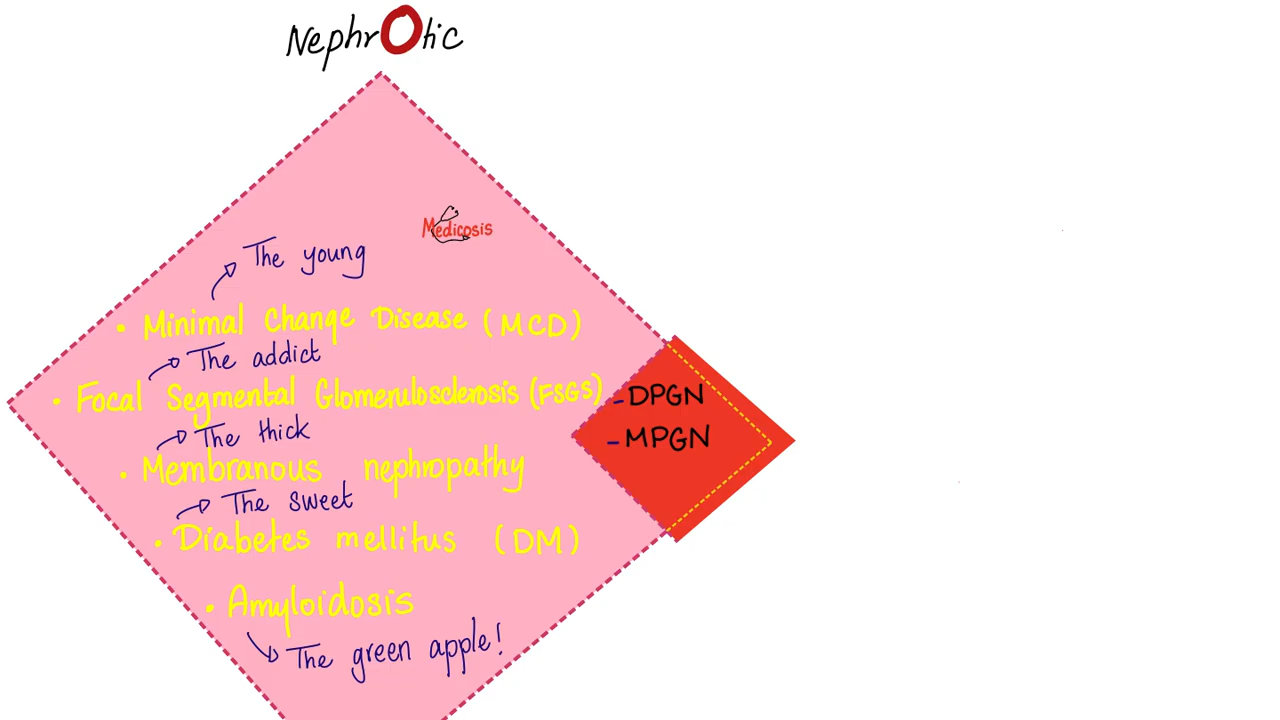 NephrOtic
Medicosis
The young
• Minimal Change Disease (MCD)
The addict
• Focal Segmental Glomerulosclerosis (FSGS)
- DPGN
The thick
- MPGN
• Membranous nephropathy
The sweet
• Diabetes mellitus (DM)
• Amyloidosis
The green apple!